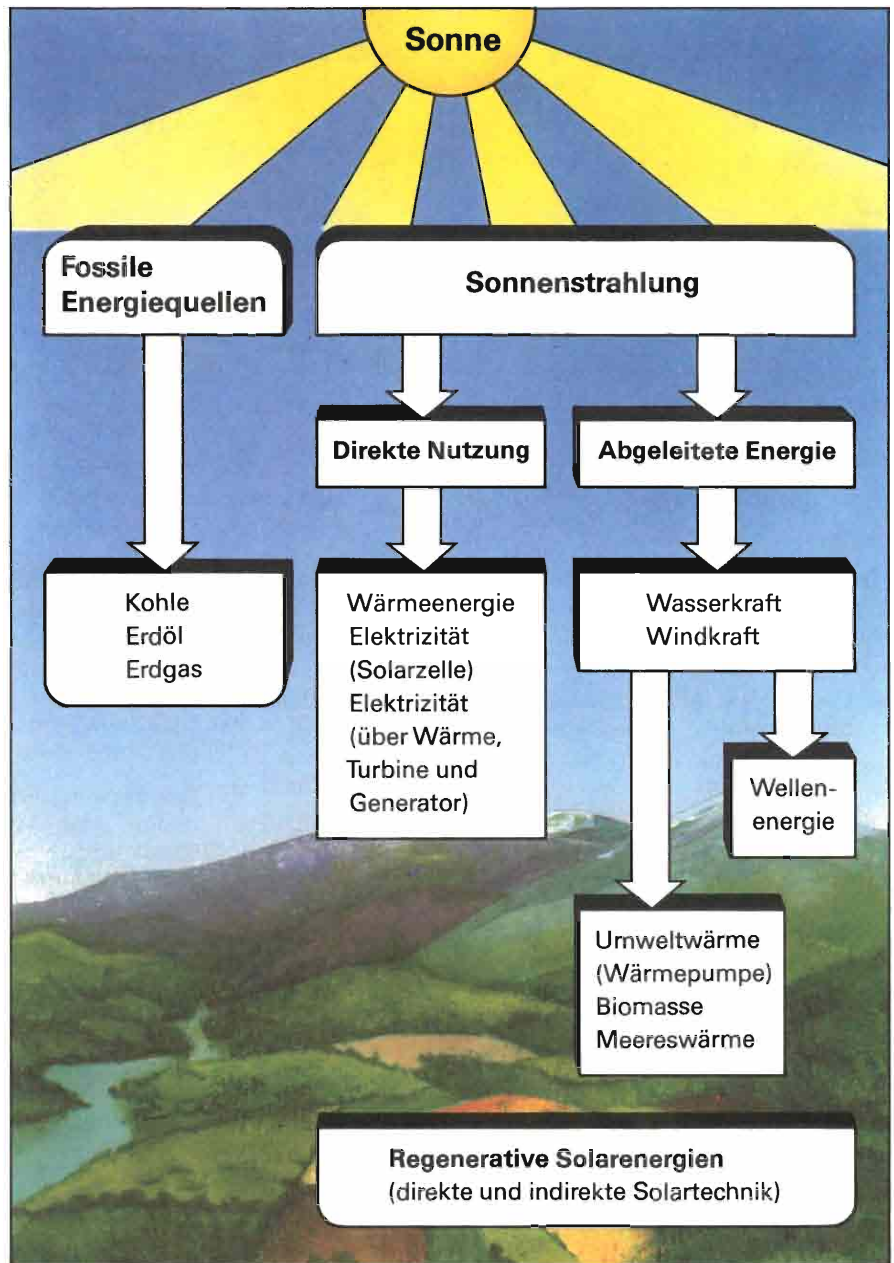 Sonne
Fossile
Energiequellen
Sonnenstrahlung
Direkte Nutzung
Abgeleitete Energie
Kohle
Erdöl
Erdgas
Wärmeenergie
Elektrizität
(Solarzelle)
Elektrizität
(über Wärme,
Turbine und
Generator)
Wasserkraft
Windkraft
Wellen-
energie
Umweltwärme
(Wärmepumpe)
Biomasse
Meereswärme
Regenerative Solarenergien
(direkte und indirekte Solartechnik)